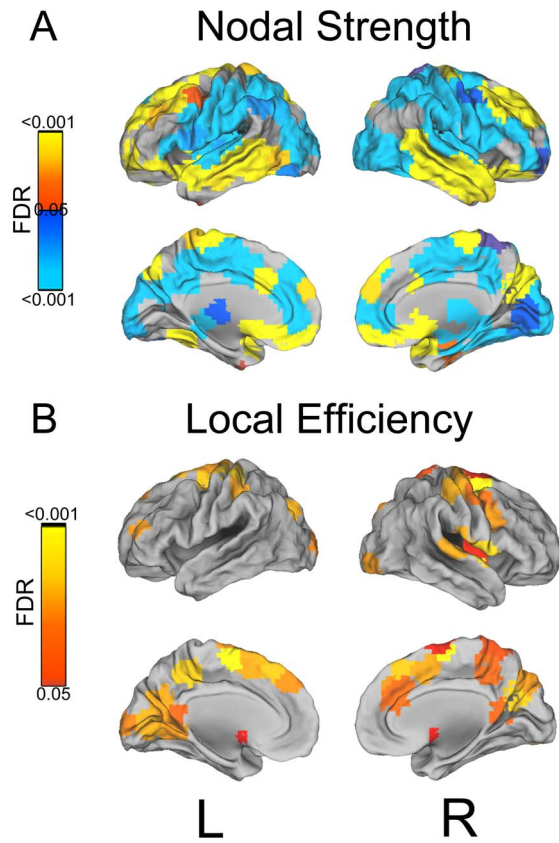 A Nodal Strength
<0.001
FDR
0.05
<0.001
B Local Efficiency
<0.001
FDR
0.05
L R